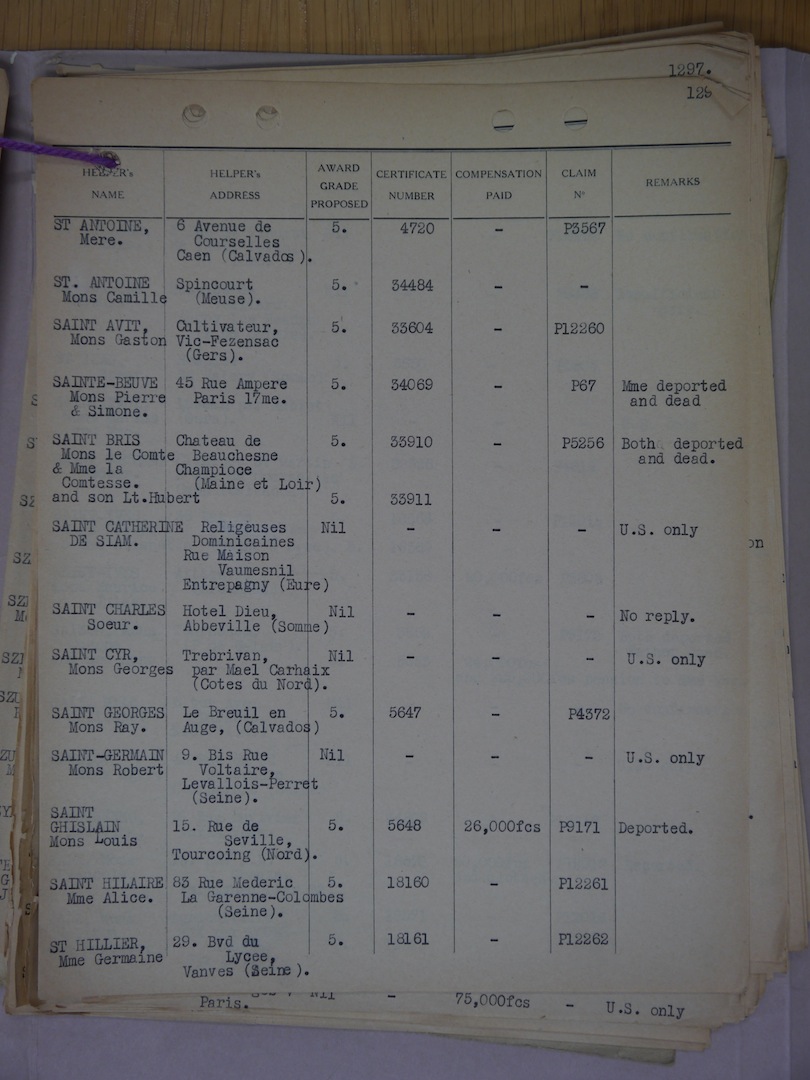 1297.
HELPER's NAME HELPER's ADDRESS AWARD GRADE PROPOSED CERTIFICATE NUMBER COMPENSATION PAID CLAIM Nº REMARKS
ST ANTOINE, 6 Avenue de 5. 4720 - P3567
Mere. Courselles
Caen (Calvados).
ST. ANTOINE Spincourt 5. 34484 - -
Mons Camille (Meuse).
SAINT AVIT, Cultivateur, 5. 33604 - P12260
Mons Gaston Vic-Fezensac
(Gers).
SAINTE-BEUVE 45 Rue Ampere 5. 34069 - P67 Mme deported
Mons Pierre Paris 17me. and dead
& Simone.
SAINT BRIS Chateau de 5. 33910 - P5256 Both deported
Mons le Comte Beauchesne and dead.
& Mme la Champioce
Comtesse. (Maine et Loir)
and son Lt.Hubert 5. 33911
SAINT CATHERINE Religeuses Nil - - - U.S. only
DE SIAM. Dominicaines
Rue Maison
Vaumesnil
Entrepagny (Eure)
SAINT CHARLES Hotel Dieu, Nil - - - No reply.
Soeur. Abbeville (Somme)
SAINT CYR, Trebrivan, Nil - - - U.S. only
Mons Georges par Mael Carhaix
(Cotes du Nord).
SAINT GEORGES Le Breuil en 5. 5647 - P4372
Mons Ray. Auge, (Calvados)
SAINT-GERMAIN 9. Bis Rue Nil - - - U.S. only
Mons Robert Voltaire,
Levallois-Perret
(Seine).
SAINT
GHISLAIN 15. Rue de 5. 5648 26,000fcs P9171 Deported.
Mons Louis Seville,
Tourcoing (Nord).
SAINT HILAIRE 83 Rue Mederic 5. 18160 - P12261
Mme Alice. La Garenne-Colombes
(Seine).
ST HILLIER, 29. Bvd du 5. 18161 - P12262
Mme Germaine Lycee,
Vanves (Seine).
Paris. Nil - 75,000fcs - U.S. only